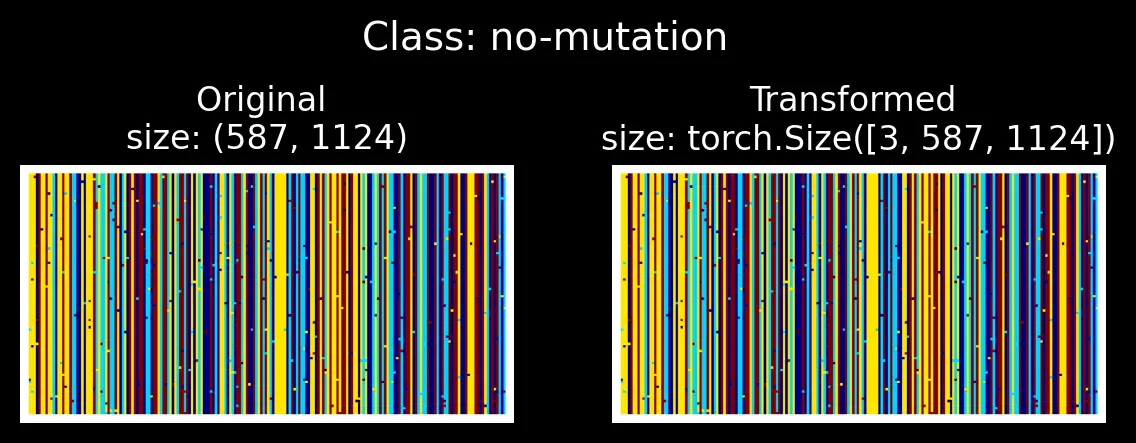 Class: no-mutation
Original
size: (587, 1124)
Transformed
size: torch.Size([3, 587, 1124])